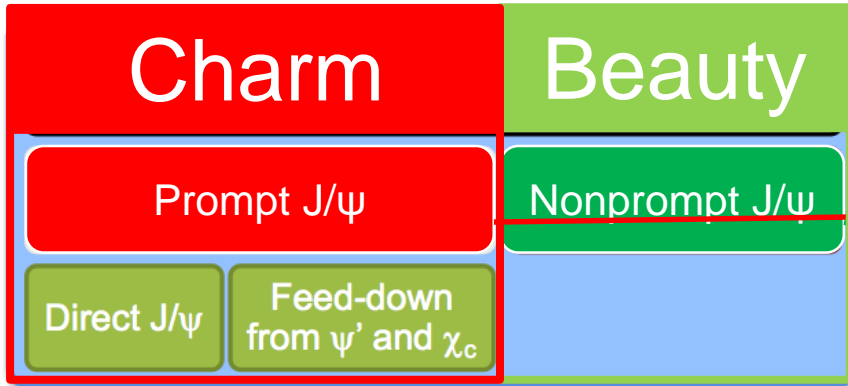 Charm
Beauty
Prompt J/ψ
Nonprompt J/ψ
Direct J/ψ
Feed-down
from ψ' and χc